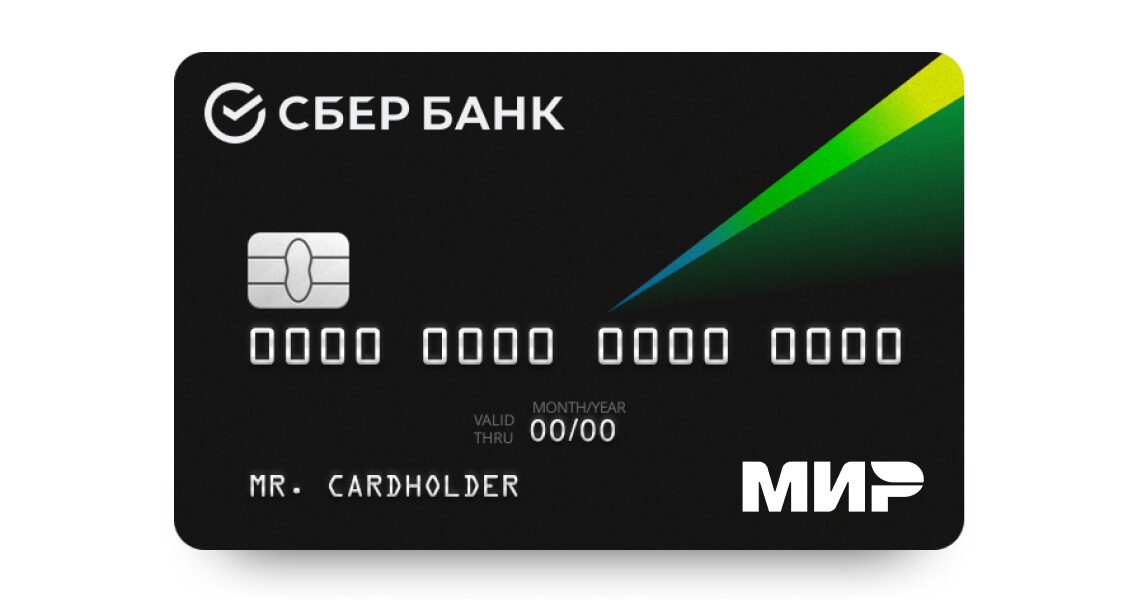 СБЕР БАНК
0000 0000 0000 0000
MONTH/YEAR
VALID THRU 00/00
MR. CARDHOLDER
МИР